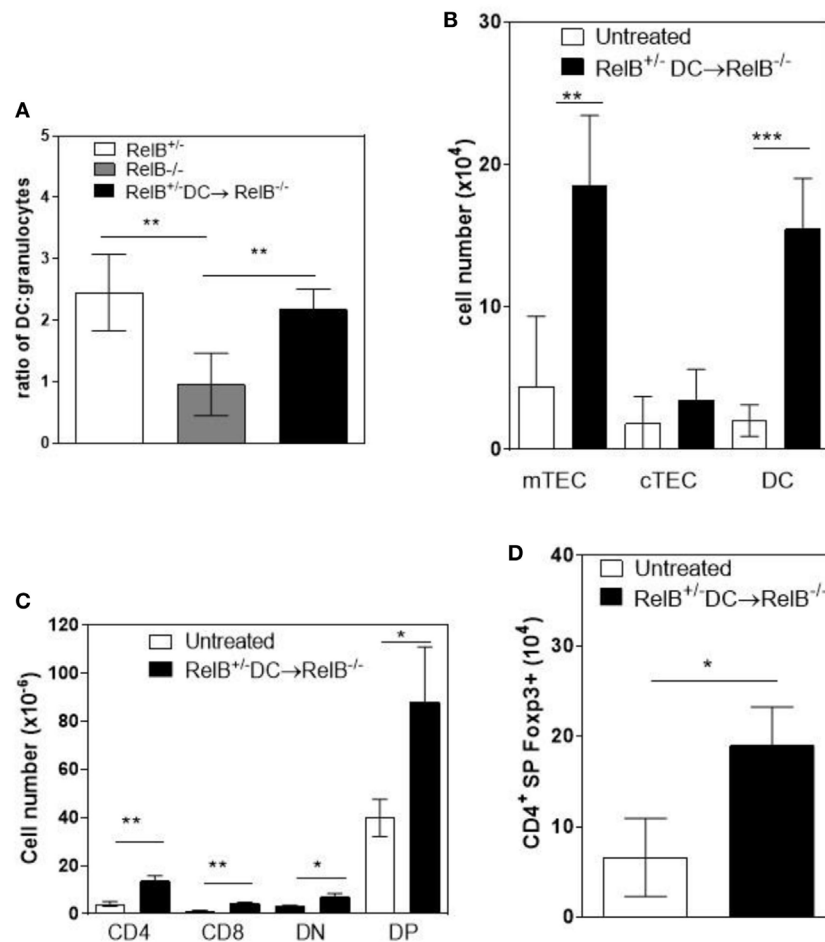 A
5
4
3
2
1
0
ratio of DC:granulocytes
RelB+/-
RelB-/-
RelB+/-DC→ RelB-/-
**
**
B
30
20
10
0
cell number (x10⁴)
Untreated
RelB+/- DC→RelB-/-
**
***
mTEC cTEC DC
C
120
100
80
60
40
20
0
Cell number (x10⁻⁶)
Untreated
RelB+/-DC→RelB-/-
**
**
*
*
CD4 CD8 DN DP
D
40
30
20
10
0
CD4⁺ SP Foxp3+ (10⁴)
Untreated
RelB+/-DC→RelB-/-
*